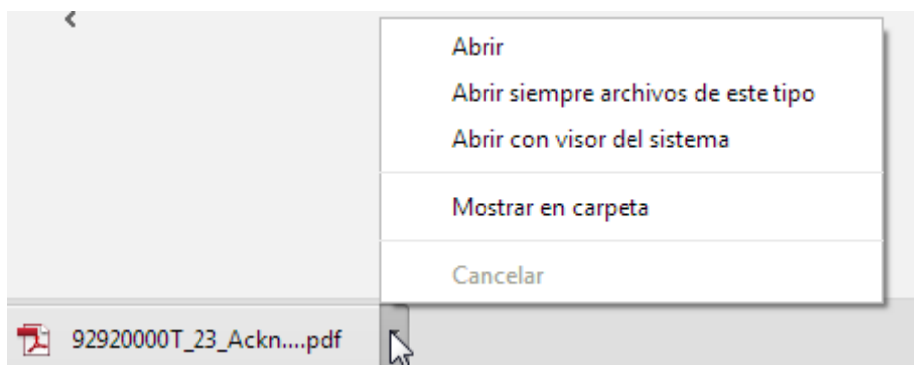 Abrir
Abrir siempre archivos de este tipo
Abrir con visor del sistema
Mostrar en carpeta
Cancelar
92920000T_23_Ackn....pdf